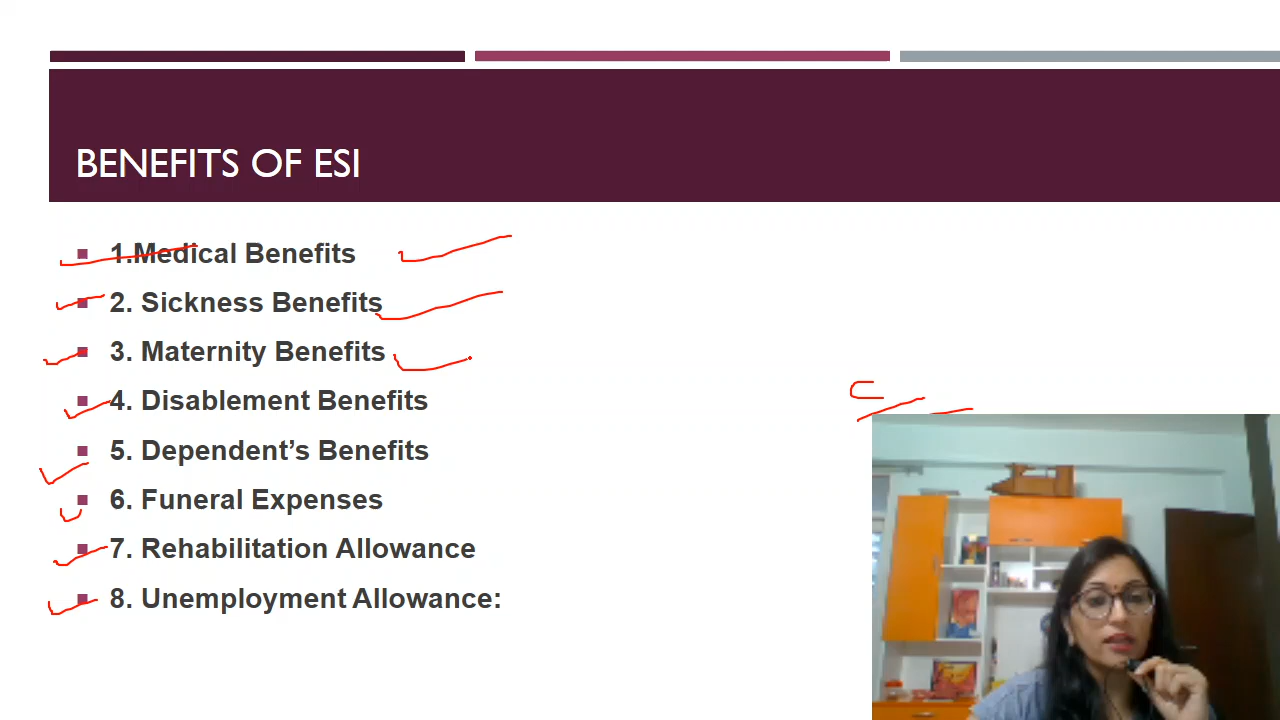 BENEFITS OF ESI
1.Medical Benefits
2. Sickness Benefits
3. Maternity Benefits
4. Disablement Benefits
5. Dependent’s Benefits
6. Funeral Expenses
7. Rehabilitation Allowance
8. Unemployment Allowance: